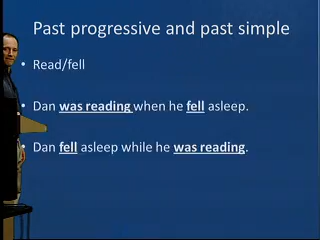 Past progressive and past simple
Read/fell
Dan was reading when he fell asleep.
Dan fell asleep while he was reading.